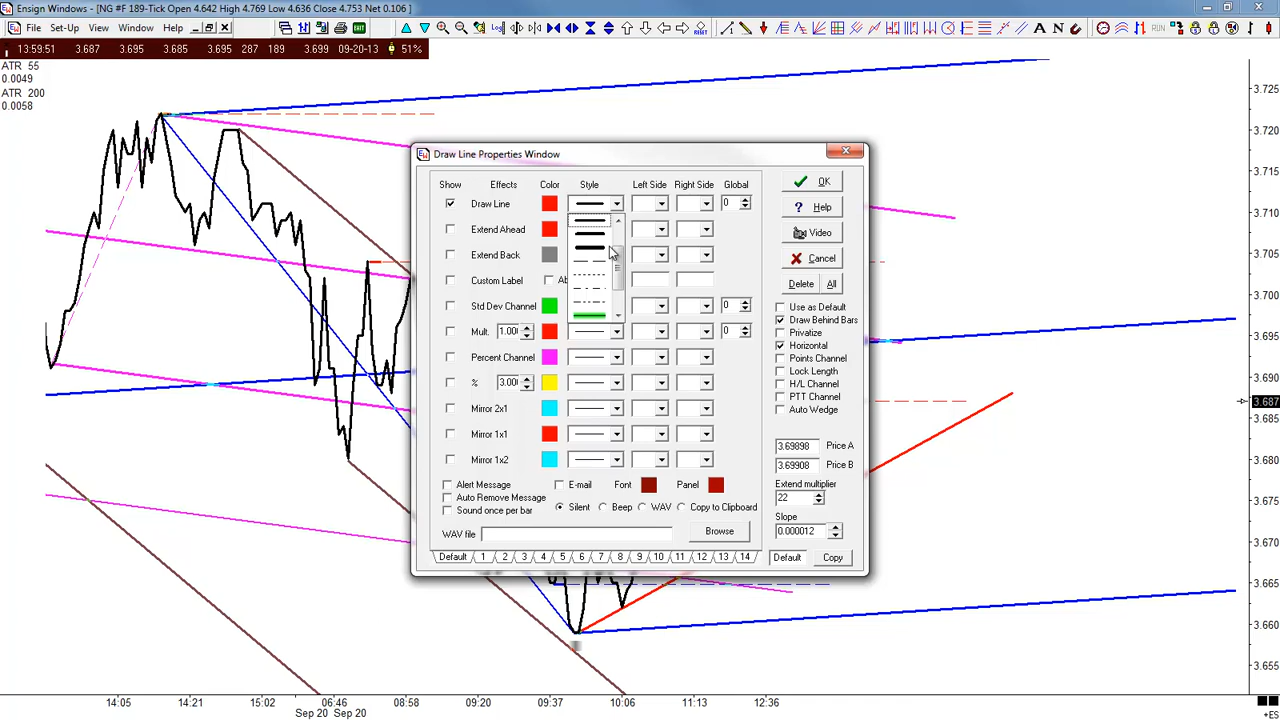 Ensign Windows - [NG #F 189-Tick Open 4.642 High 4.769 Low 4.636 Close 4.753 Net 0.106 ]
File Set-Up View Window Help
EXIT Log RESET A N RUN
13:59:51 3.687 3.695 3.685 287 189 3.699 09-20-13 51%
ATR 55
0.0049
ATR 200
0.0058
Draw Line Properties Window
Show Effects Color Style Left Side Right Side Global
Draw Line 0
Extend Ahead
Extend Back
Custom Label Ab
Std Dev Channel 0
Mult. 1.00 0
Percent Channel
% 3.00
Mirror 2x1
Mirror 1x1
Mirror 1x2
Alert Message E-mail Font Panel
Auto Remove Message
Sound once per bar Silent Beep WAV Copy to Clipboard
WAV file Browse
Default 1 2 3 4 5 6 7 8 9 10 11 12 13 14
OK
Help
Video
Cancel
Delete All
Use as Default
Draw Behind Bars
Privatize
Horizontal
Points Channel
Lock Length
H/L Channel
PTT Channel
Auto Wedge
3.69898 Price A
3.69908 Price B
Extend multiplier
22
Slope
0.000012
Default Copy
3.725
3.720
3.715
3.710
3.705
3.700
3.695
3.690
3.687
3.685
3.680
3.675
3.670
3.665
3.660
3.655
14:05 14:21 15:02 06:46 08:58 09:20 09:37 10:06 11:14 12:13 12:36
Sep 20 Sep 20
+ES